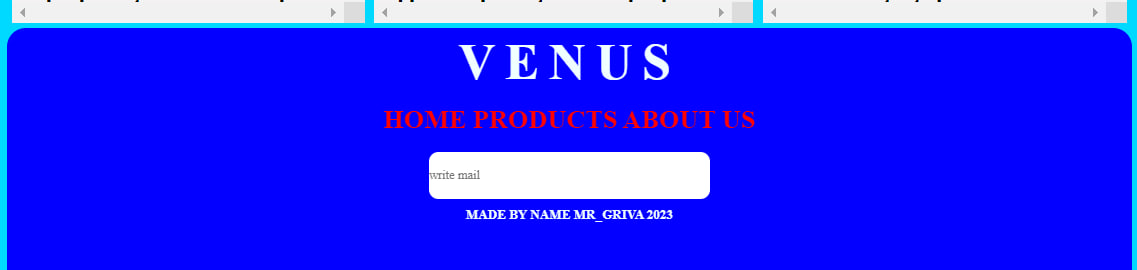 V E N U S
HOME PRODUCTS ABOUT US
write mail
MADE BY NAME MR_GRIVA 2023